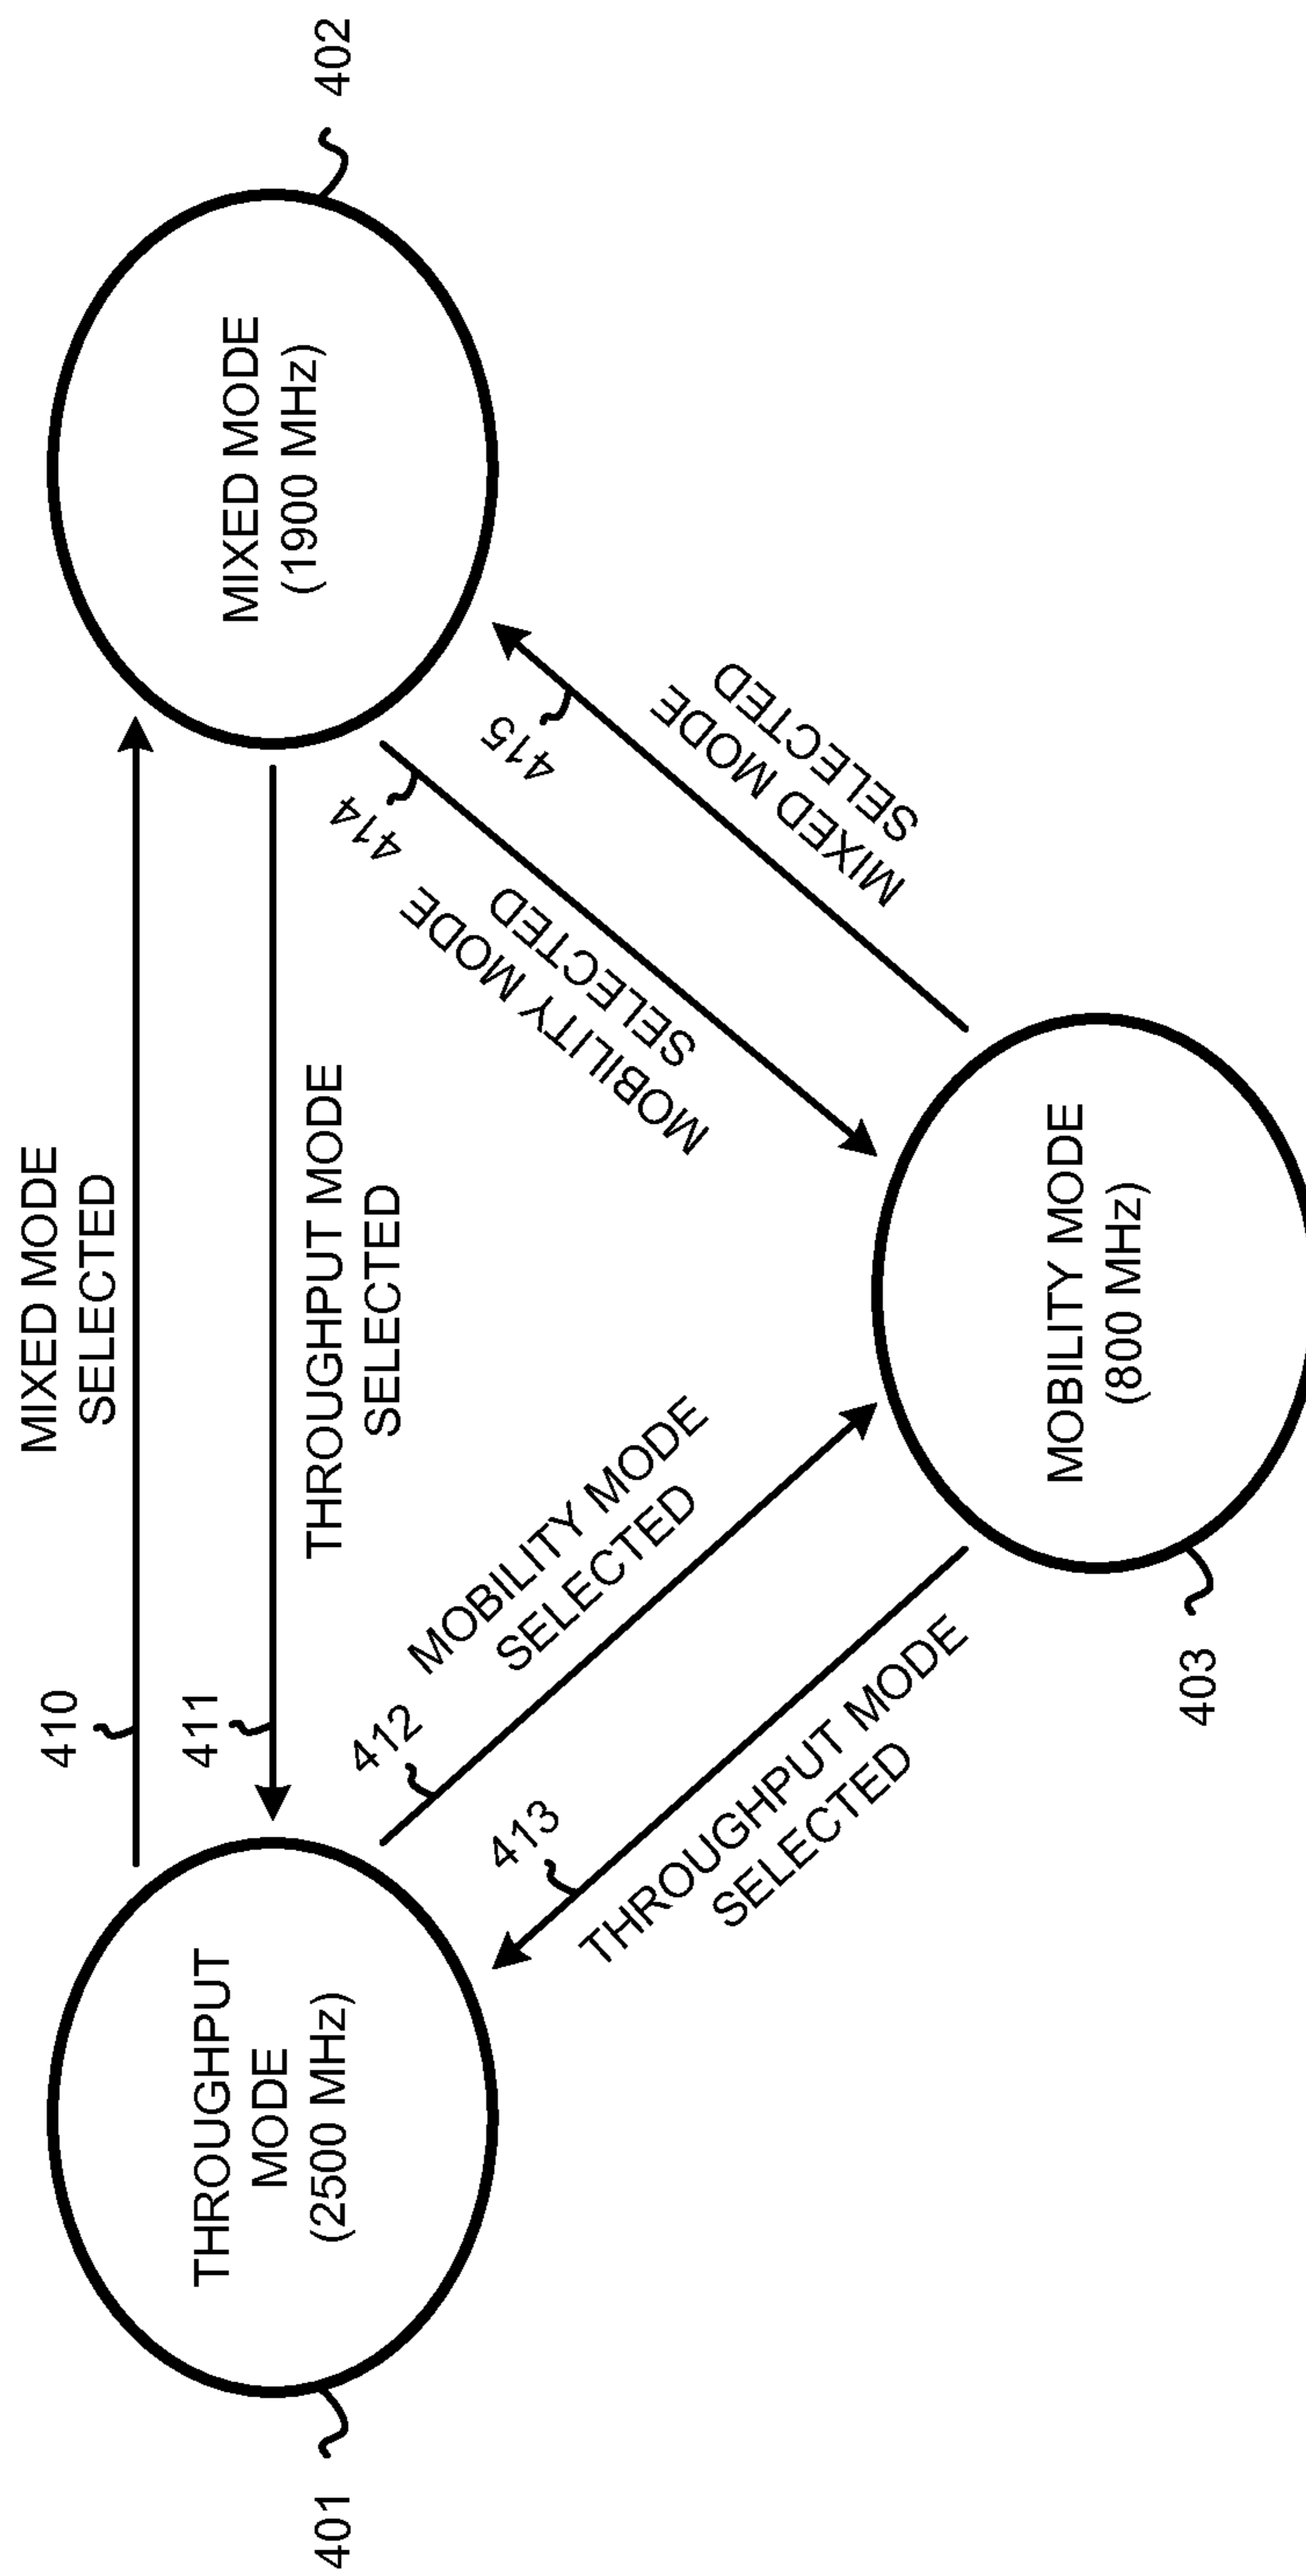 MIXED MODE
SELECTED
410
411
THROUGHPUT MODE
SELECTED
THROUGHPUT
MODE
(2500 MHz)
401
MIXED MODE
(1900 MHz)
402
412
MOBILITY MODE
SELECTED
413
THROUGHPUT MODE
SELECTED
414
MOBILITY MODE
SELECTED
415
MIXED MODE
SELECTED
MOBILITY MODE
(800 MHz)
403